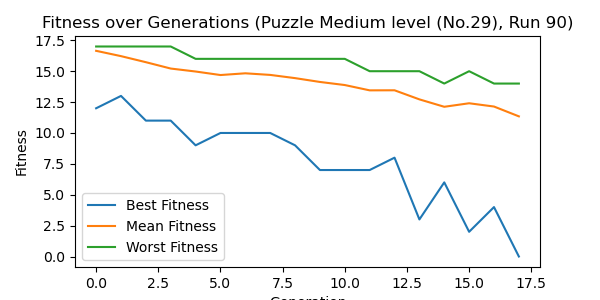 Fitness over Generations (Puzzle Medium level (No.29), Run 90)
17.5
15.0
12.5
10.0
7.5
5.0
2.5
0.0
Fitness
Best Fitness
Mean Fitness
Worst Fitness
0.0 2.5 5.0 7.5 10.0 12.5 15.0 17.5
Generation